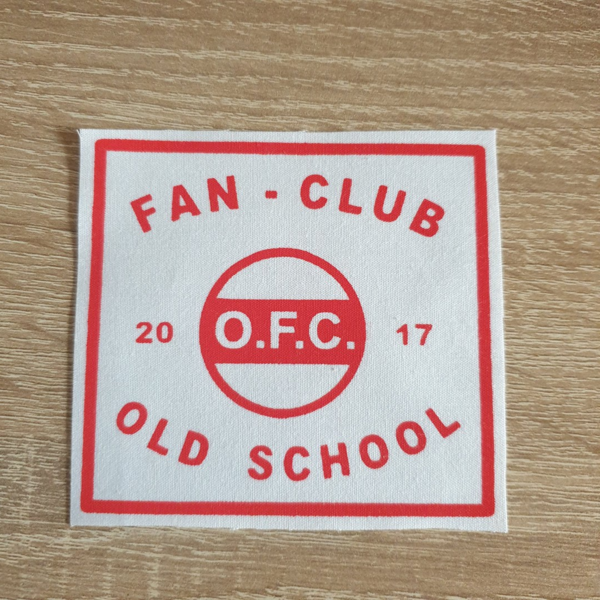 FAN - CLUB
20 O.F.C. 17
OLD SCHOOL